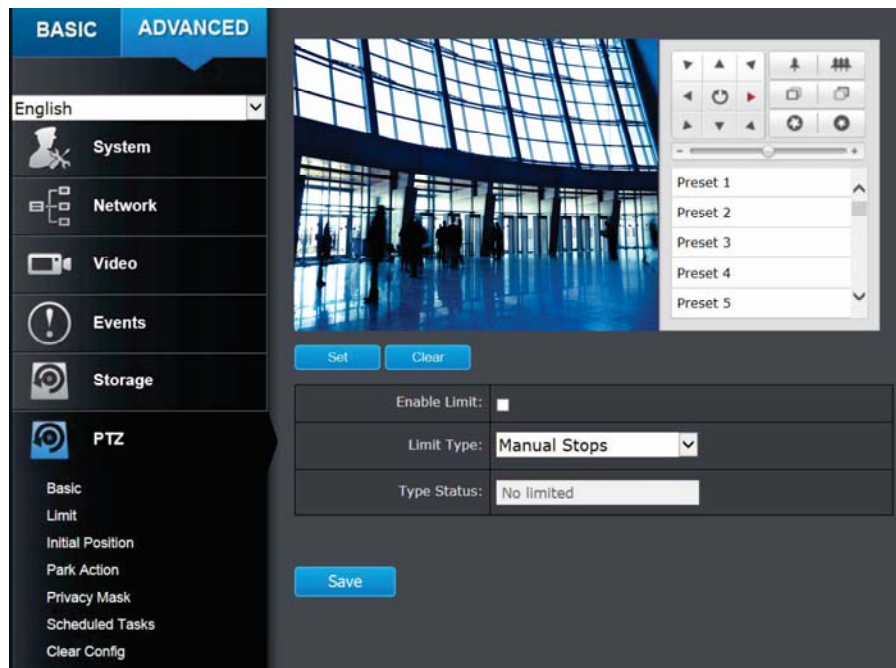 BASIC ADVANCED
English
System
Network
Video
Events
Storage
PTZ
Basic
Limit
Initial Position
Park Action
Privacy Mask
Scheduled Tasks
Clear Config
- +
Preset 1
Preset 2
Preset 3
Preset 4
Preset 5
Set Clear
Enable Limit:
Limit Type: Manual Stops
Type Status: No limited
Save